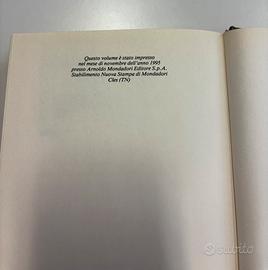 Questo volume è stato impresso
nel mese di novembre dell'anno 1995
presso Arnoldo Mondadori Editore S.p.A.
Stabilimento Nuova Stampa di Mondadori
Cles (TN)
subito